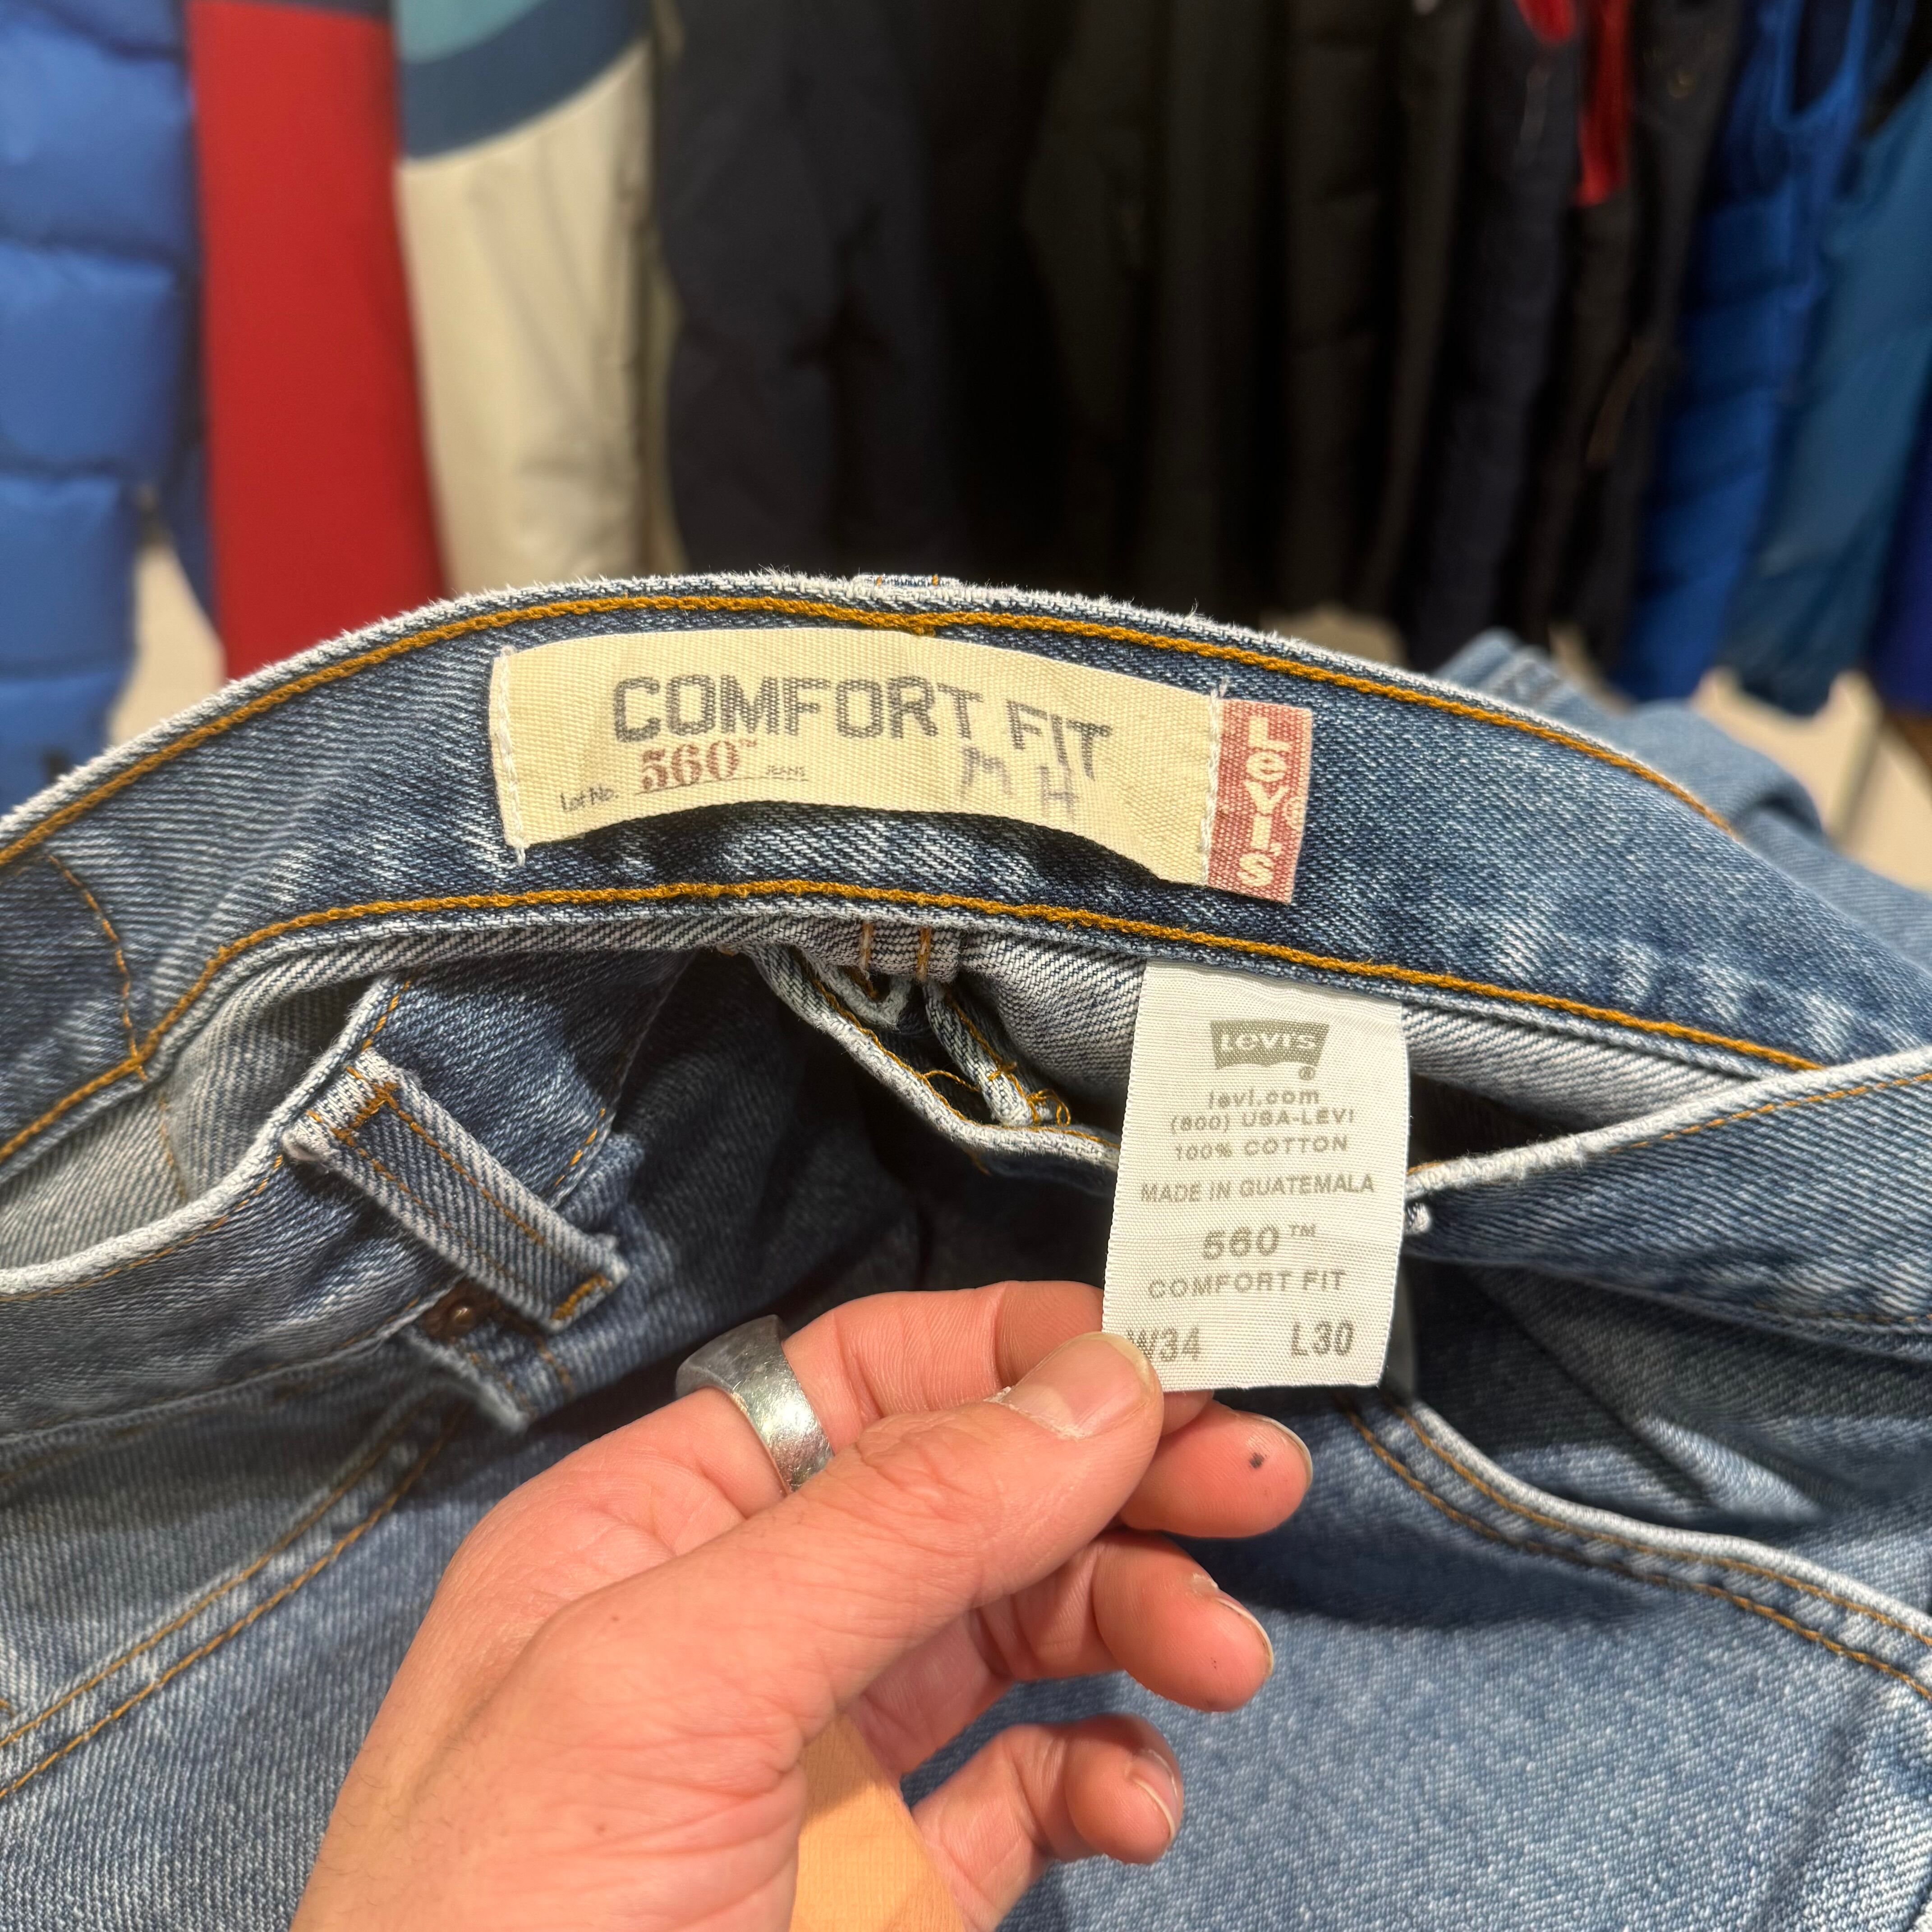 COMFORT FIT
Lot No. 560™ JEANS
M H
LEVI'S®
LEVI'S
®
levi.com
(800) USA-LEVI
100% COTTON
MADE IN GUATEMALA
560™
COMFORT FIT
W34 L30